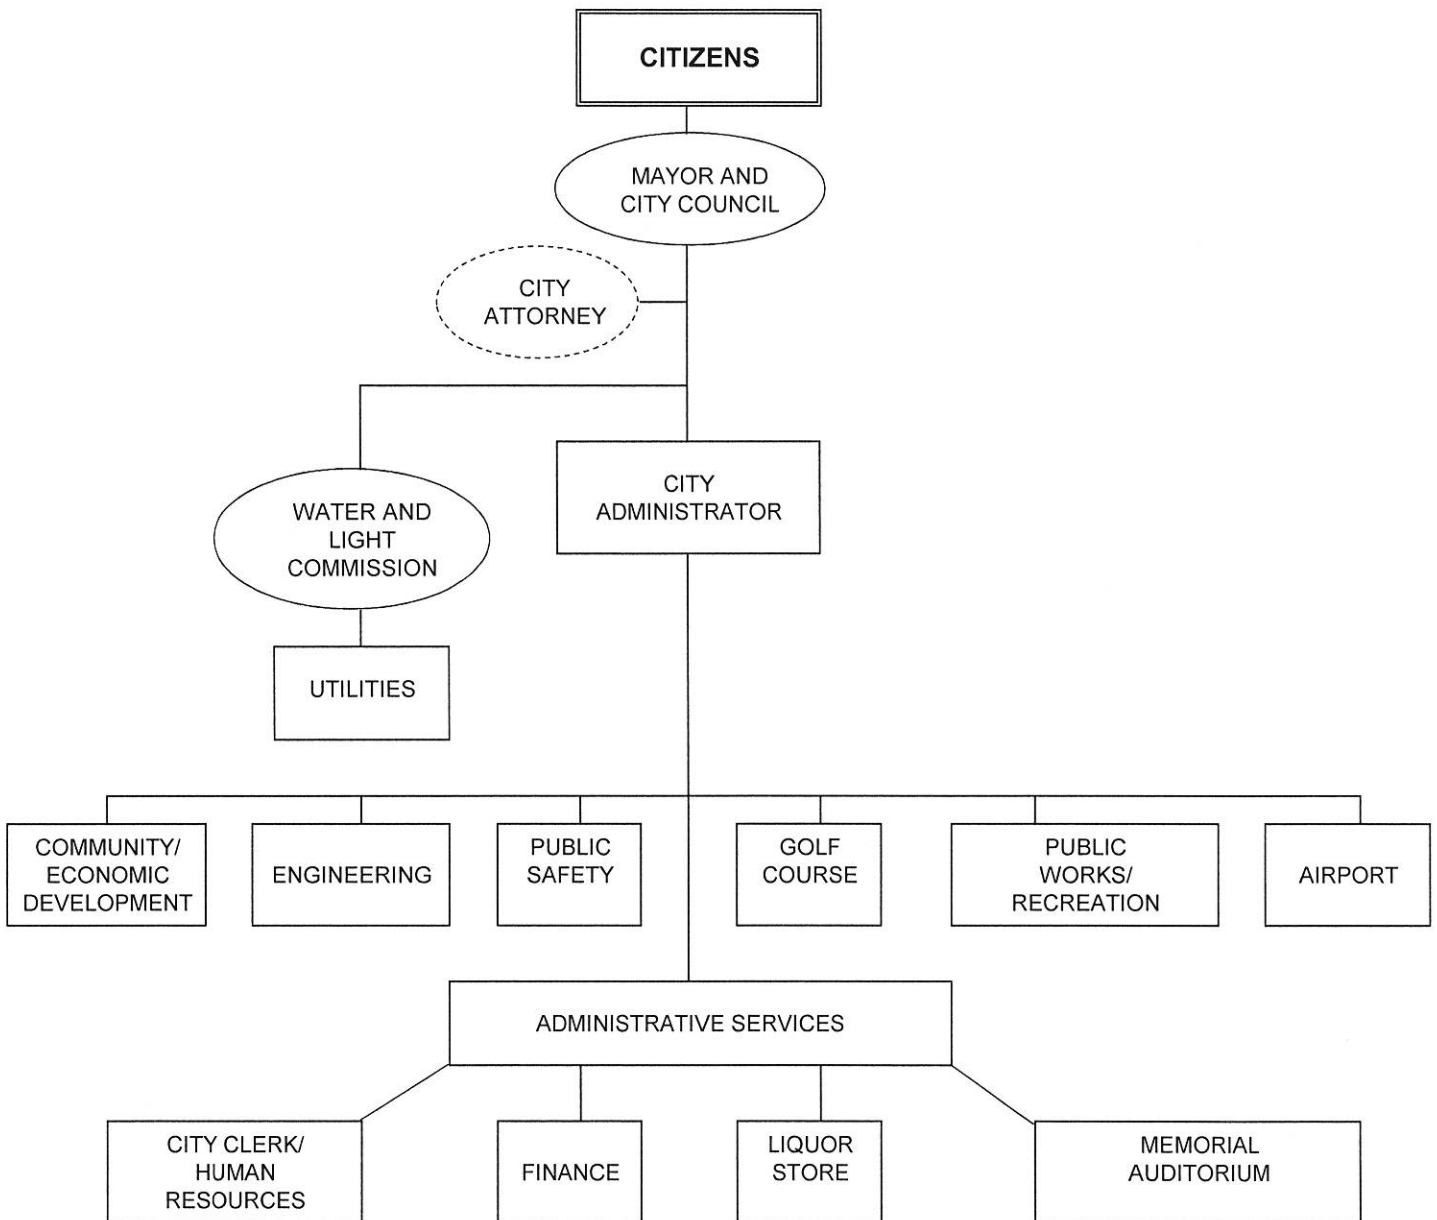 CITIZENS
MAYOR AND
CITY COUNCIL
CITY
ATTORNEY
CITY
ADMINISTRATOR
WATER AND
LIGHT
COMMISSION
UTILITIES
COMMUNITY/
ECONOMIC
DEVELOPMENT
ENGINEERING
PUBLIC
SAFETY
GOLF
COURSE
PUBLIC
WORKS/
RECREATION
AIRPORT
ADMINISTRATIVE SERVICES
CITY CLERK/
HUMAN
RESOURCES
FINANCE
LIQUOR
STORE
MEMORIAL
AUDITORIUM